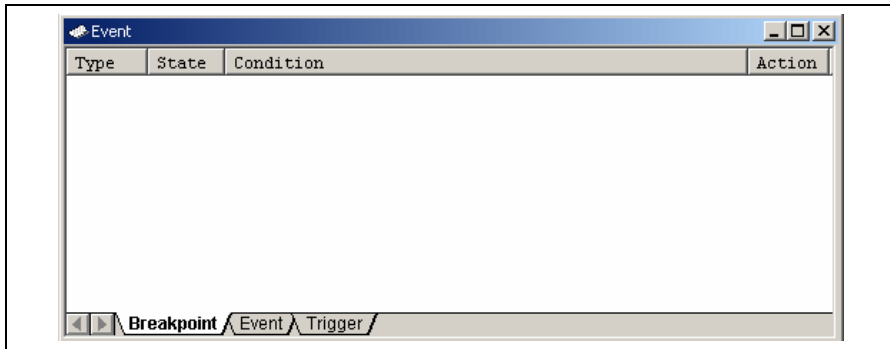 Event
Type State Condition Action
Breakpoint Event Trigger